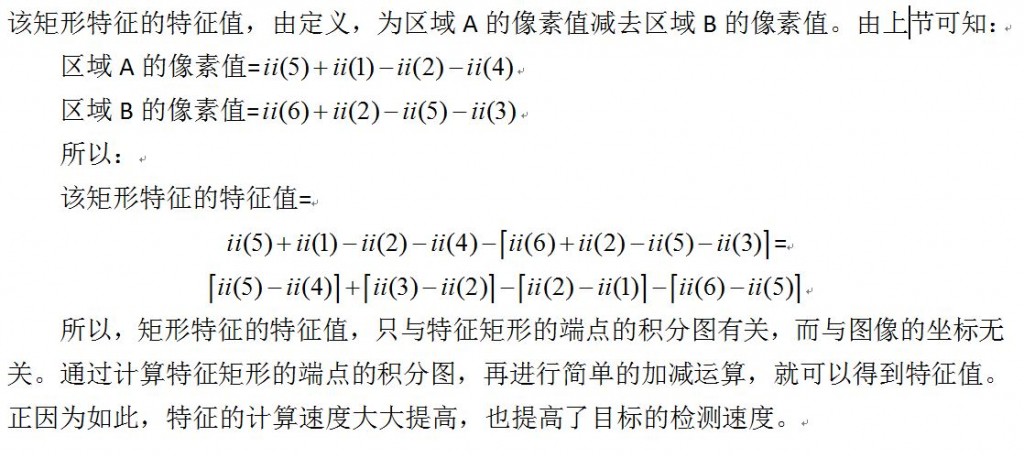 该矩形特征的特征值，由定义，为区域 A 的像素值减去区域 B 的像素值。由上节可知：
区域 A 的像素值=ii(5)+ii(1)−ii(2)−ii(4)
区域 B 的像素值=ii(6)+ii(2)−ii(5)−ii(3)
所以：
该矩形特征的特征值=
ii(5)+ii(1)−ii(2)−ii(4)−⌈ii(6)+ii(2)−ii(5)−ii(3)⌉=
⌈ii(5)−ii(4)⌉+⌈ii(3)−ii(2)⌉−⌈ii(2)−ii(1)⌉−⌈ii(6)−ii(5)⌉
所以，矩形特征的特征值，只与特征矩形的端点的积分图有关，而与图像的坐标无
关。通过计算特征矩形的端点的积分图，再进行简单的加减运算，就可以得到特征值。
正因为如此，特征的计算速度大大提高，也提高了目标的检测速度。